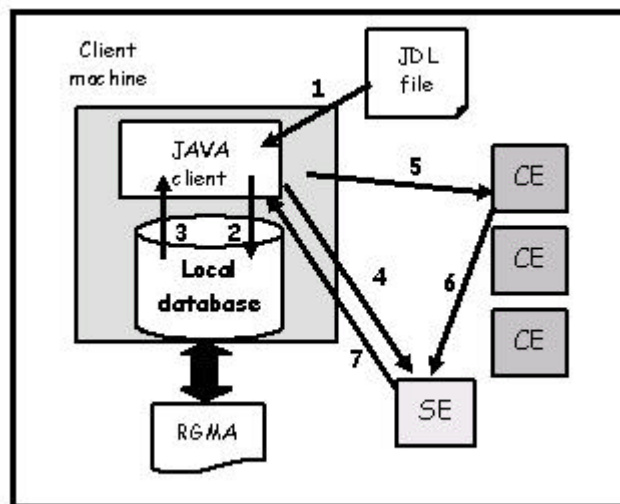 Client
machine
JDL
file
1
JAVA
client
5
CE
3
2
Local
database
4
6
CE
7
CE
SE
RGMA